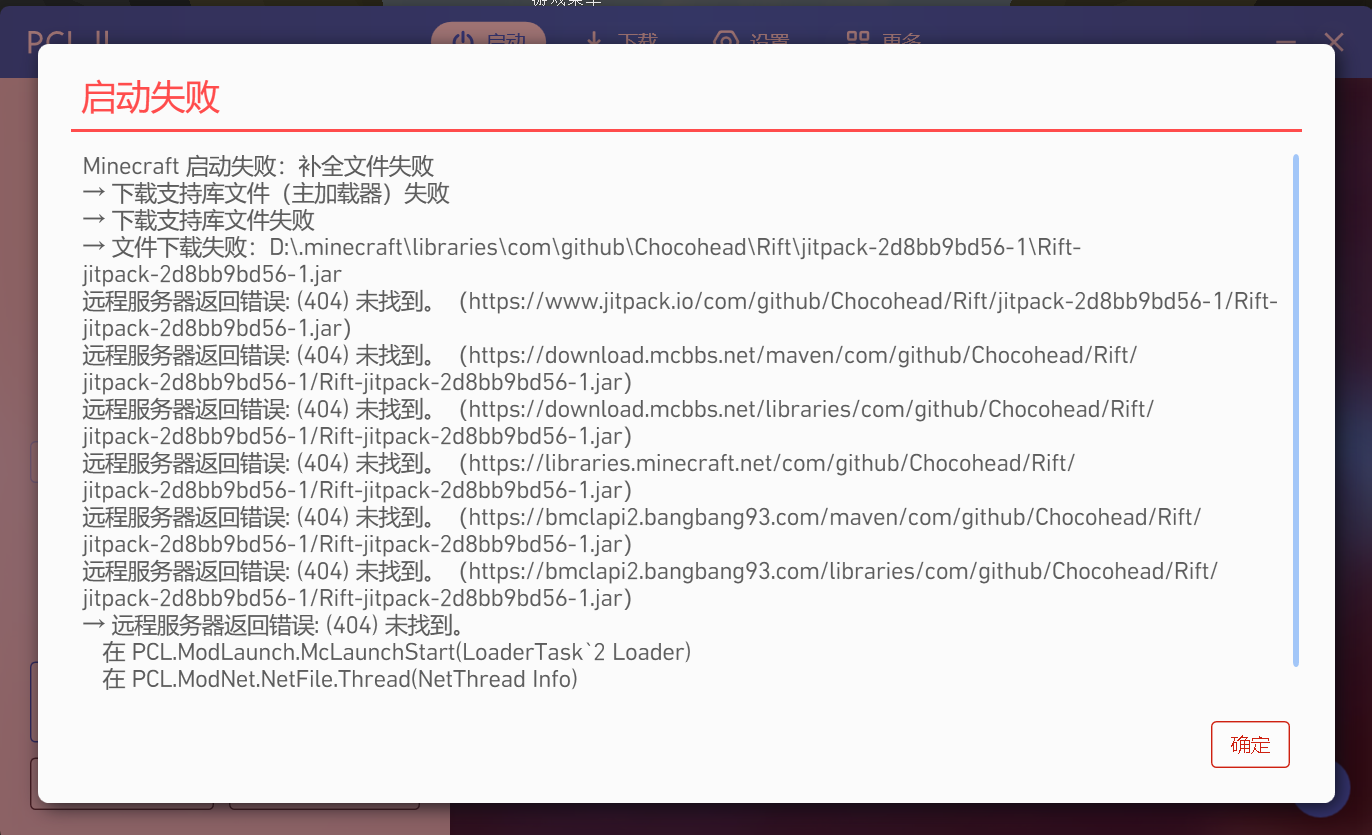 游戏菜单
PCL II
启动 下载 设置 更多
启动失败
Minecraft 启动失败：补全文件失败
→ 下载支持库文件（主加载器）失败
→ 下载支持库文件失败
→ 文件下载失败：D:\.minecraft\libraries\com\github\Chocohead\Rift\jitpack-2d8bb9bd56-1\Rift-
jitpack-2d8bb9bd56-1.jar
远程服务器返回错误: (404) 未找到。（https://www.jitpack.io/com/github/Chocohead/Rift/jitpack-2d8bb9bd56-1/Rift-
jitpack-2d8bb9bd56-1.jar）
远程服务器返回错误: (404) 未找到。（https://download.mcbbs.net/maven/com/github/Chocohead/Rift/
jitpack-2d8bb9bd56-1/Rift-jitpack-2d8bb9bd56-1.jar）
远程服务器返回错误: (404) 未找到。（https://download.mcbbs.net/libraries/com/github/Chocohead/Rift/
jitpack-2d8bb9bd56-1/Rift-jitpack-2d8bb9bd56-1.jar）
远程服务器返回错误: (404) 未找到。（https://libraries.minecraft.net/com/github/Chocohead/Rift/
jitpack-2d8bb9bd56-1/Rift-jitpack-2d8bb9bd56-1.jar）
远程服务器返回错误: (404) 未找到。（https://bmclapi2.bangbang93.com/maven/com/github/Chocohead/Rift/
jitpack-2d8bb9bd56-1/Rift-jitpack-2d8bb9bd56-1.jar）
远程服务器返回错误: (404) 未找到。（https://bmclapi2.bangbang93.com/libraries/com/github/Chocohead/Rift/
jitpack-2d8bb9bd56-1/Rift-jitpack-2d8bb9bd56-1.jar）
→ 远程服务器返回错误: (404) 未找到。
在 PCL.ModLaunch.McLaunchStart(LoaderTask`2 Loader)
在 PCL.ModNet.NetFile.Thread(NetThread Info)
确定